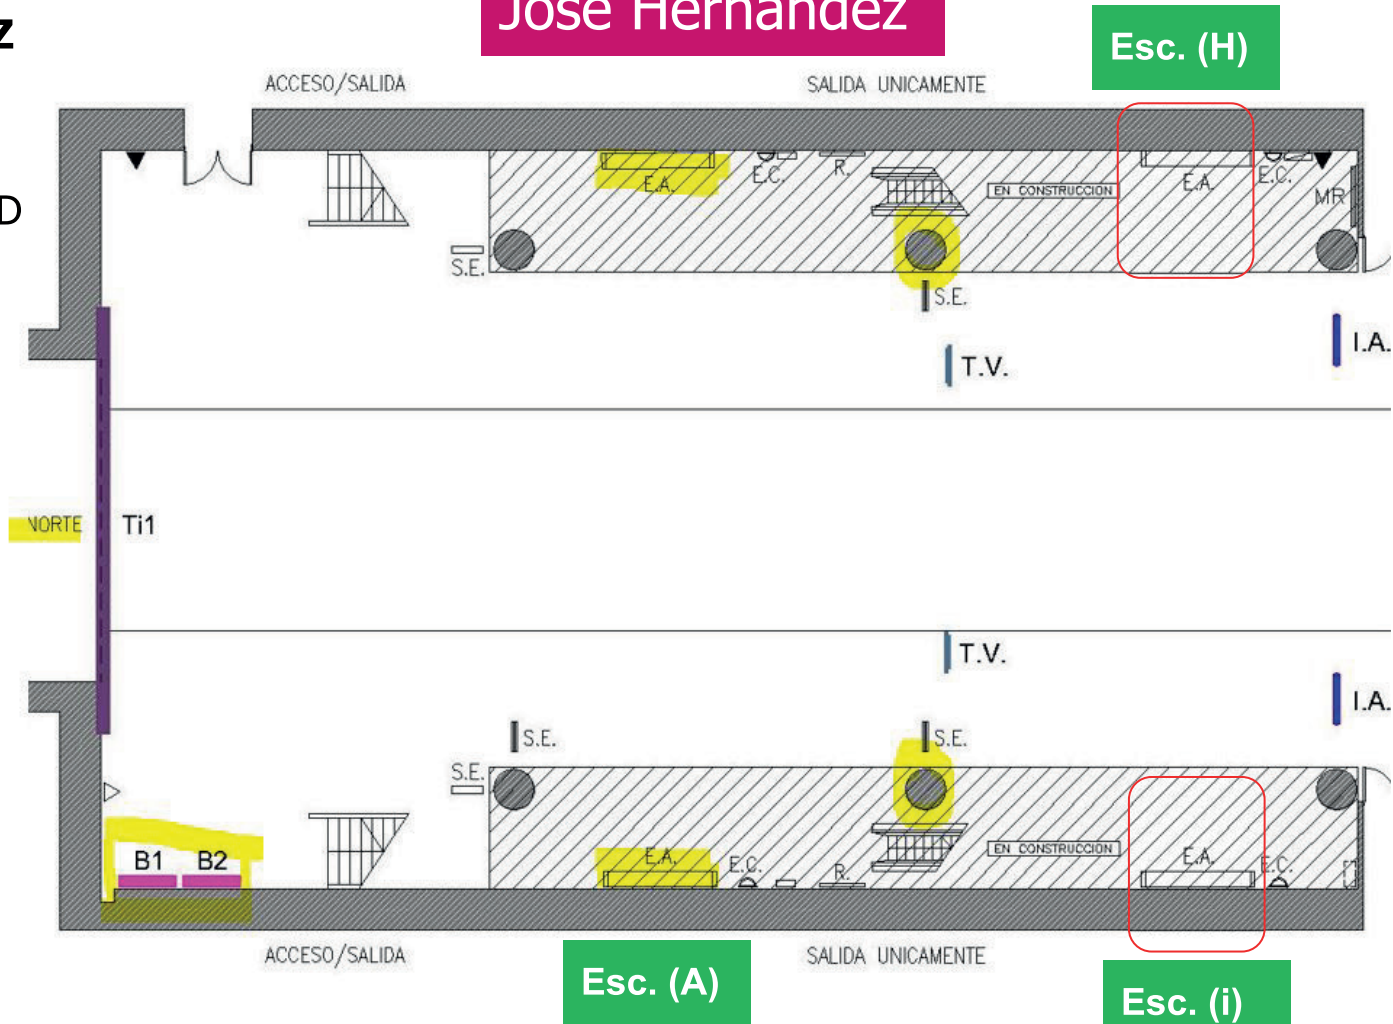 José Hernández
z
Esc. (H)
ACCESO/SALIDA
SALIDA UNICAMENTE
D
E.A.
E.C.
R.
EN CONSTRUCCION
E.A.
E.C.
MR
S.E.
S.E.
T.V.
I.A.
NORTE
Ti1
T.V.
I.A.
S.E.
S.E.
S.E.
B1
B2
E.A.
E.C.
R.
EN CONSTRUCCION
E.A.
E.C.
ACCESO/SALIDA
SALIDA UNICAMENTE
Esc. (A)
Esc. (i)